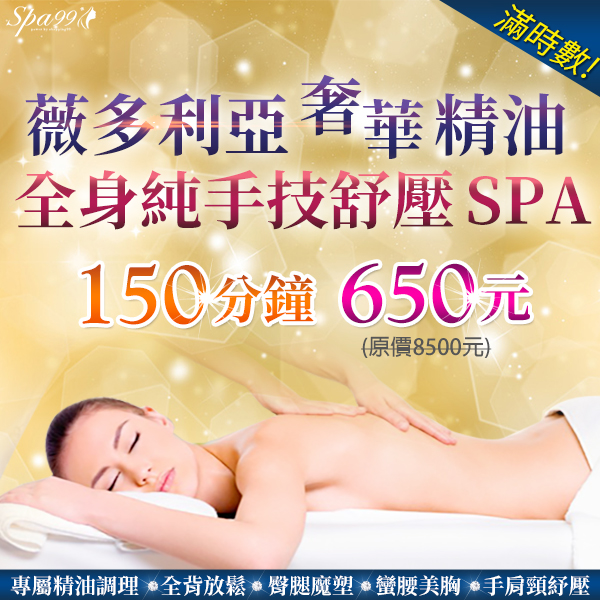 Spa99
滿時數!
薇多利亞奢華精油
全身純手技舒壓SPA
150分鐘 650元
(原價8500元)
專屬精油調理•全背放鬆•臀腿魔塑•蠻腰美胸•手肩頸紓壓